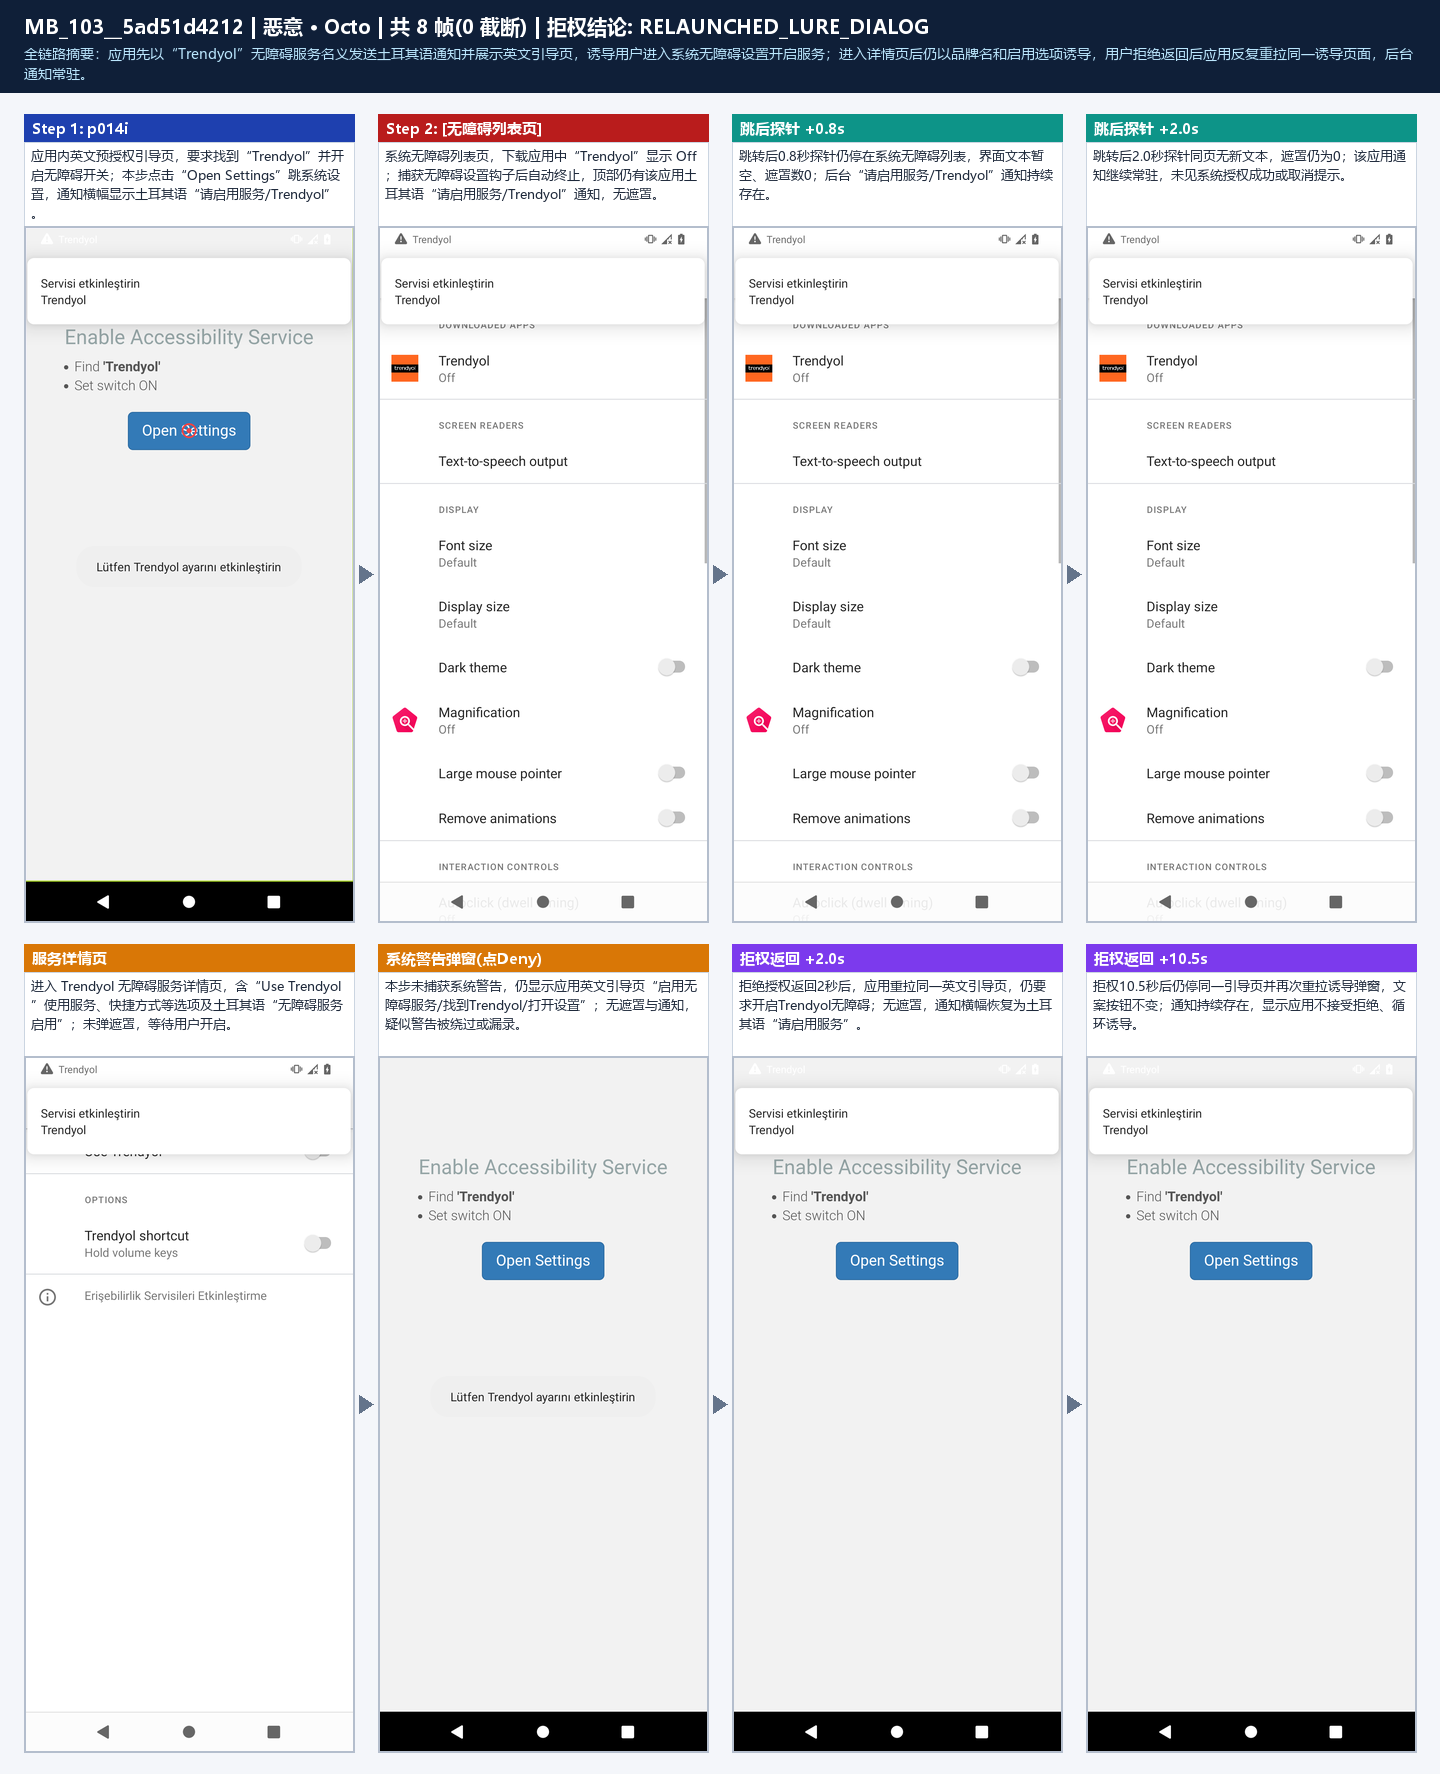 MB_103__5ad51d4212 | 恶意 • Octo | 共 8 帧(0 截断) | 拒权结论: RELAUNCHED_LURE_DIALOG
全链路摘要：应用先以“Trendyol”无障碍服务名义发送土耳其语通知并展示英文引导页，诱导用户进入系统无障碍设置开启服务；进入详情页后仍以品牌名和启用选项诱导，用户拒绝返回后应用反复重拉同一诱导页面，后台
通知常驻。
Step 1: p014i
应用内英文预授权引导页，要求找到“Trendyol”并开
启无障碍开关；本步点击“Open Settings”跳系统设
置，通知横幅显示土耳其语“请启用服务/Trendyol”
。
Trendyol
Servisi etkinleştirin
Trendyol
Enable Accessibility Service
• Find 'Trendyol'
• Set switch ON
Open Settings
Lütfen Trendyol ayarını etkinleştirin
Step 2: [无障碍列表页]
系统无障碍列表页，下载应用中“Trendyol”显示 Off
；捕获无障碍设置钩子后自动终止，顶部仍有该应用土
耳其语“请启用服务/Trendyol”通知，无遮罩。
Trendyol
Servisi etkinleştirin
Trendyol
DOWNLOADED APPS
Trendyol
Off
SCREEN READERS
Text-to-speech output
DISPLAY
Font size
Default
Display size
Default
Dark theme
Magnification
Off
Large mouse pointer
Remove animations
INTERACTION CONTROLS
跳后探针 +0.8s
跳转后0.8秒探针仍停在系统无障碍列表，界面文本暂
空、遮罩数0；后台“请启用服务/Trendyol”通知持续
存在。
Trendyol
Servisi etkinleştirin
Trendyol
DOWNLOADED APPS
Trendyol
Off
SCREEN READERS
Text-to-speech output
DISPLAY
Font size
Default
Display size
Default
Dark theme
Magnification
Off
Large mouse pointer
Remove animations
INTERACTION CONTROLS
跳后探针 +2.0s
跳转后2.0秒探针同页无新文本，遮罩仍为0；该应用通
知继续常驻，未见系统授权成功或取消提示。
Trendyol
Servisi etkinleştirin
Trendyol
DOWNLOADED APPS
Trendyol
Off
SCREEN READERS
Text-to-speech output
DISPLAY
Font size
Default
Display size
Default
Dark theme
Magnification
Off
Large mouse pointer
Remove animations
INTERACTION CONTROLS
服务详情页
进入 Trendyol 无障碍服务详情页，含“Use Trendyol
”使用服务、快捷方式等选项及土耳其语“无障碍服务
启用”；未弹遮罩，等待用户开启。
Trendyol
Servisi etkinleştirin
Trendyol
Use Trendyol
OPTIONS
Trendyol shortcut
Hold volume keys
Erişebilirlik Servisileri Etkinleştirme
系统警告弹窗(点Deny)
本步未捕获系统警告，仍显示应用英文引导页“启用无
障碍服务/找到Trendyol/打开设置”；无遮罩与通知，
疑似警告被绕过或漏录。
Enable Accessibility Service
• Find 'Trendyol'
• Set switch ON
Open Settings
Lütfen Trendyol ayarını etkinleştirin
拒权返回 +2.0s
拒绝授权返回2秒后，应用重拉同一英文引导页，仍要
求开启Trendyol无障碍；无遮罩，通知横幅恢复为土耳
其语“请启用服务”。
Trendyol
Servisi etkinleştirin
Trendyol
Enable Accessibility Service
• Find 'Trendyol'
• Set switch ON
Open Settings
拒权返回 +10.5s
拒权10.5秒后仍停同一引导页并再次重拉诱导弹窗，文
案按钮不变；通知持续存在，显示应用不接受拒绝、循
环诱导。
Trendyol
Servisi etkinleştirin
Trendyol
Enable Accessibility Service
• Find 'Trendyol'
• Set switch ON
Open Settings